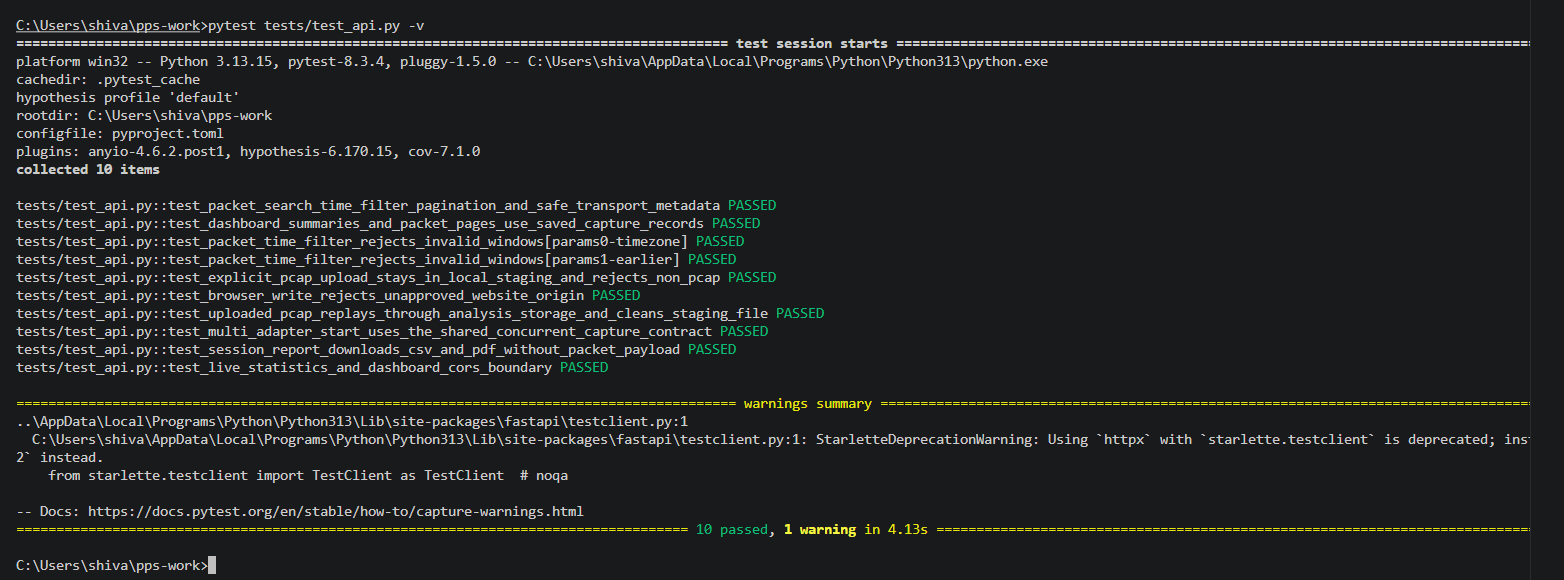 C:\Users\shiva\pps-work>pytest tests/test_api.py -v
========================================================================================= test session starts ===============================================================================
platform win32 -- Python 3.13.15, pytest-8.3.4, pluggy-1.5.0 -- C:\Users\shiva\AppData\Local\Programs\Python\Python313\python.exe
cachedir: .pytest_cache
hypothesis profile 'default'
rootdir: C:\Users\shiva\pps-work
configfile: pyproject.toml
plugins: anyio-4.6.2.post1, hypothesis-6.170.15, cov-7.1.0
collected 10 items
tests/test_api.py::test_packet_search_time_filter_pagination_and_safe_transport_metadata PASSED
tests/test_api.py::test_dashboard_summaries_and_packet_pages_use_saved_capture_records PASSED
tests/test_api.py::test_packet_time_filter_rejects_invalid_windows[params0-timezone] PASSED
tests/test_api.py::test_packet_time_filter_rejects_invalid_windows[params1-earlier] PASSED
tests/test_api.py::test_explicit_pcap_upload_stays_in_local_staging_and_rejects_non_pcap PASSED
tests/test_api.py::test_browser_write_rejects_unapproved_website_origin PASSED
tests/test_api.py::test_uploaded_pcap_replays_through_analysis_storage_and_cleans_staging_file PASSED
tests/test_api.py::test_multi_adapter_start_uses_the_shared_concurrent_capture_contract PASSED
tests/test_api.py::test_session_report_downloads_csv_and_pdf_without_packet_payload PASSED
tests/test_api.py::test_live_statistics_and_dashboard_cors_boundary PASSED
========================================================================================== warnings summary =================================================================================
..\AppData\Local\Programs\Python\Python313\Lib\site-packages\fastapi\testclient.py:1
C:\Users\shiva\AppData\Local\Programs\Python\Python313\Lib\site-packages\fastapi\testclient.py:1: StarletteDeprecationWarning: Using `httpx` with `starlette.testclient` is deprecated; inst
2` instead.
from starlette.testclient import TestClient as TestClient  # noqa
-- Docs: https://docs.pytest.org/en/stable/how-to/capture-warnings.html
==================================================================================== 10 passed, 1 warning in 4.13s ==========================================================================
C:\Users\shiva\pps-work>